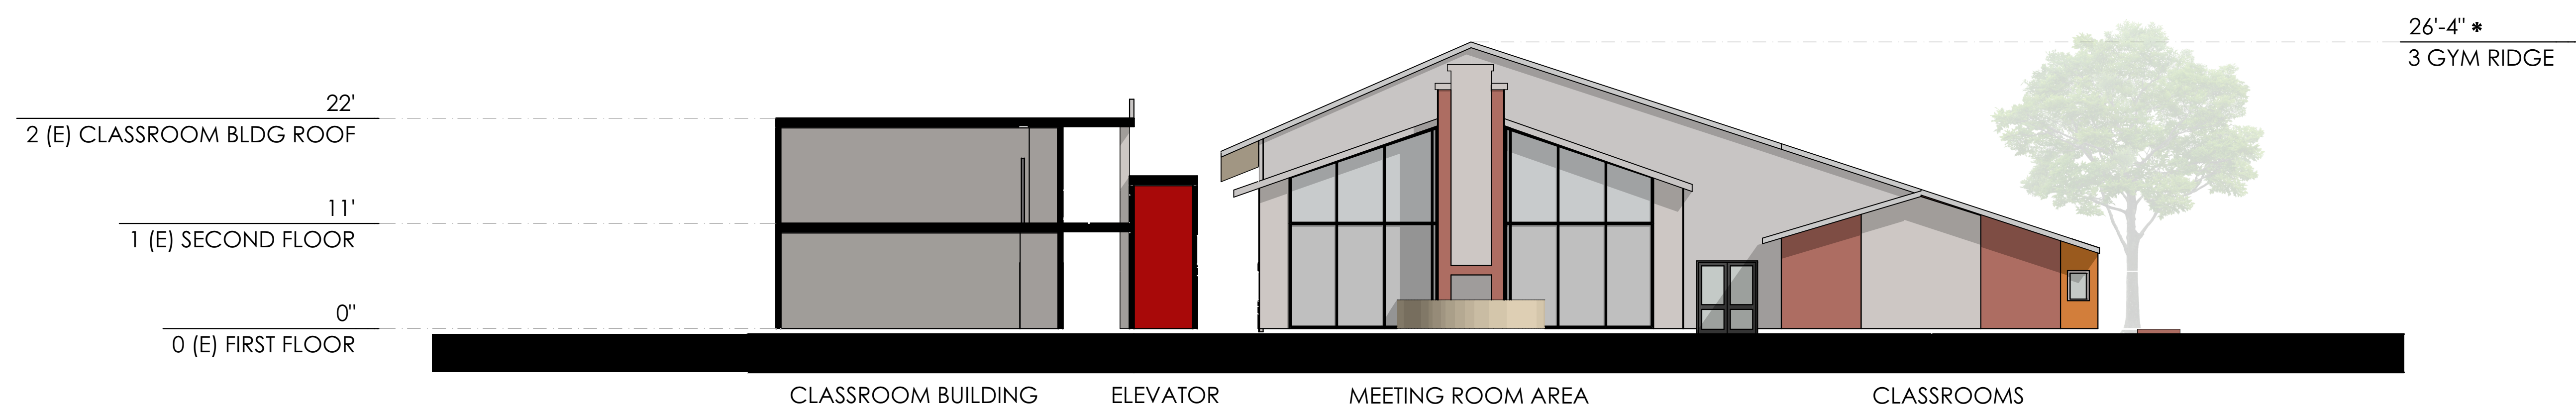 26'-4" *
3 GYM RIDGE
22'
2 (E) CLASSROOM BLDG ROOF
11'
1 (E) SECOND FLOOR
0"
0 (E) FIRST FLOOR
CLASSROOM BUILDING
ELEVATOR
MEETING ROOM AREA
CLASSROOMS